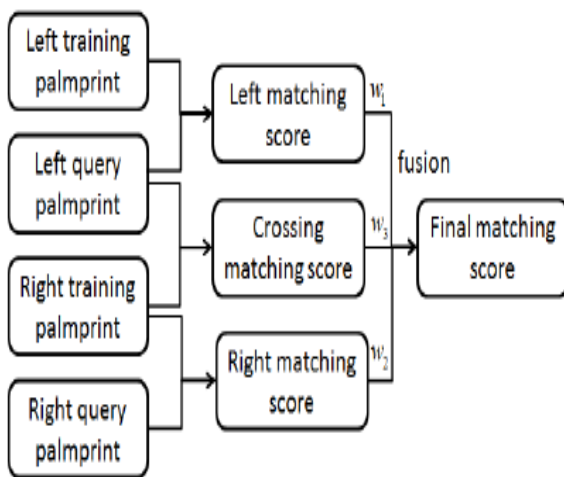 Left training
palmprint
Left query
palmprint
Right training
palmprint
Right query
palmprint
Left matching
score
Crossing
matching score
Right matching
score
w₁
fusion
w₃
w₂
Final matching
score